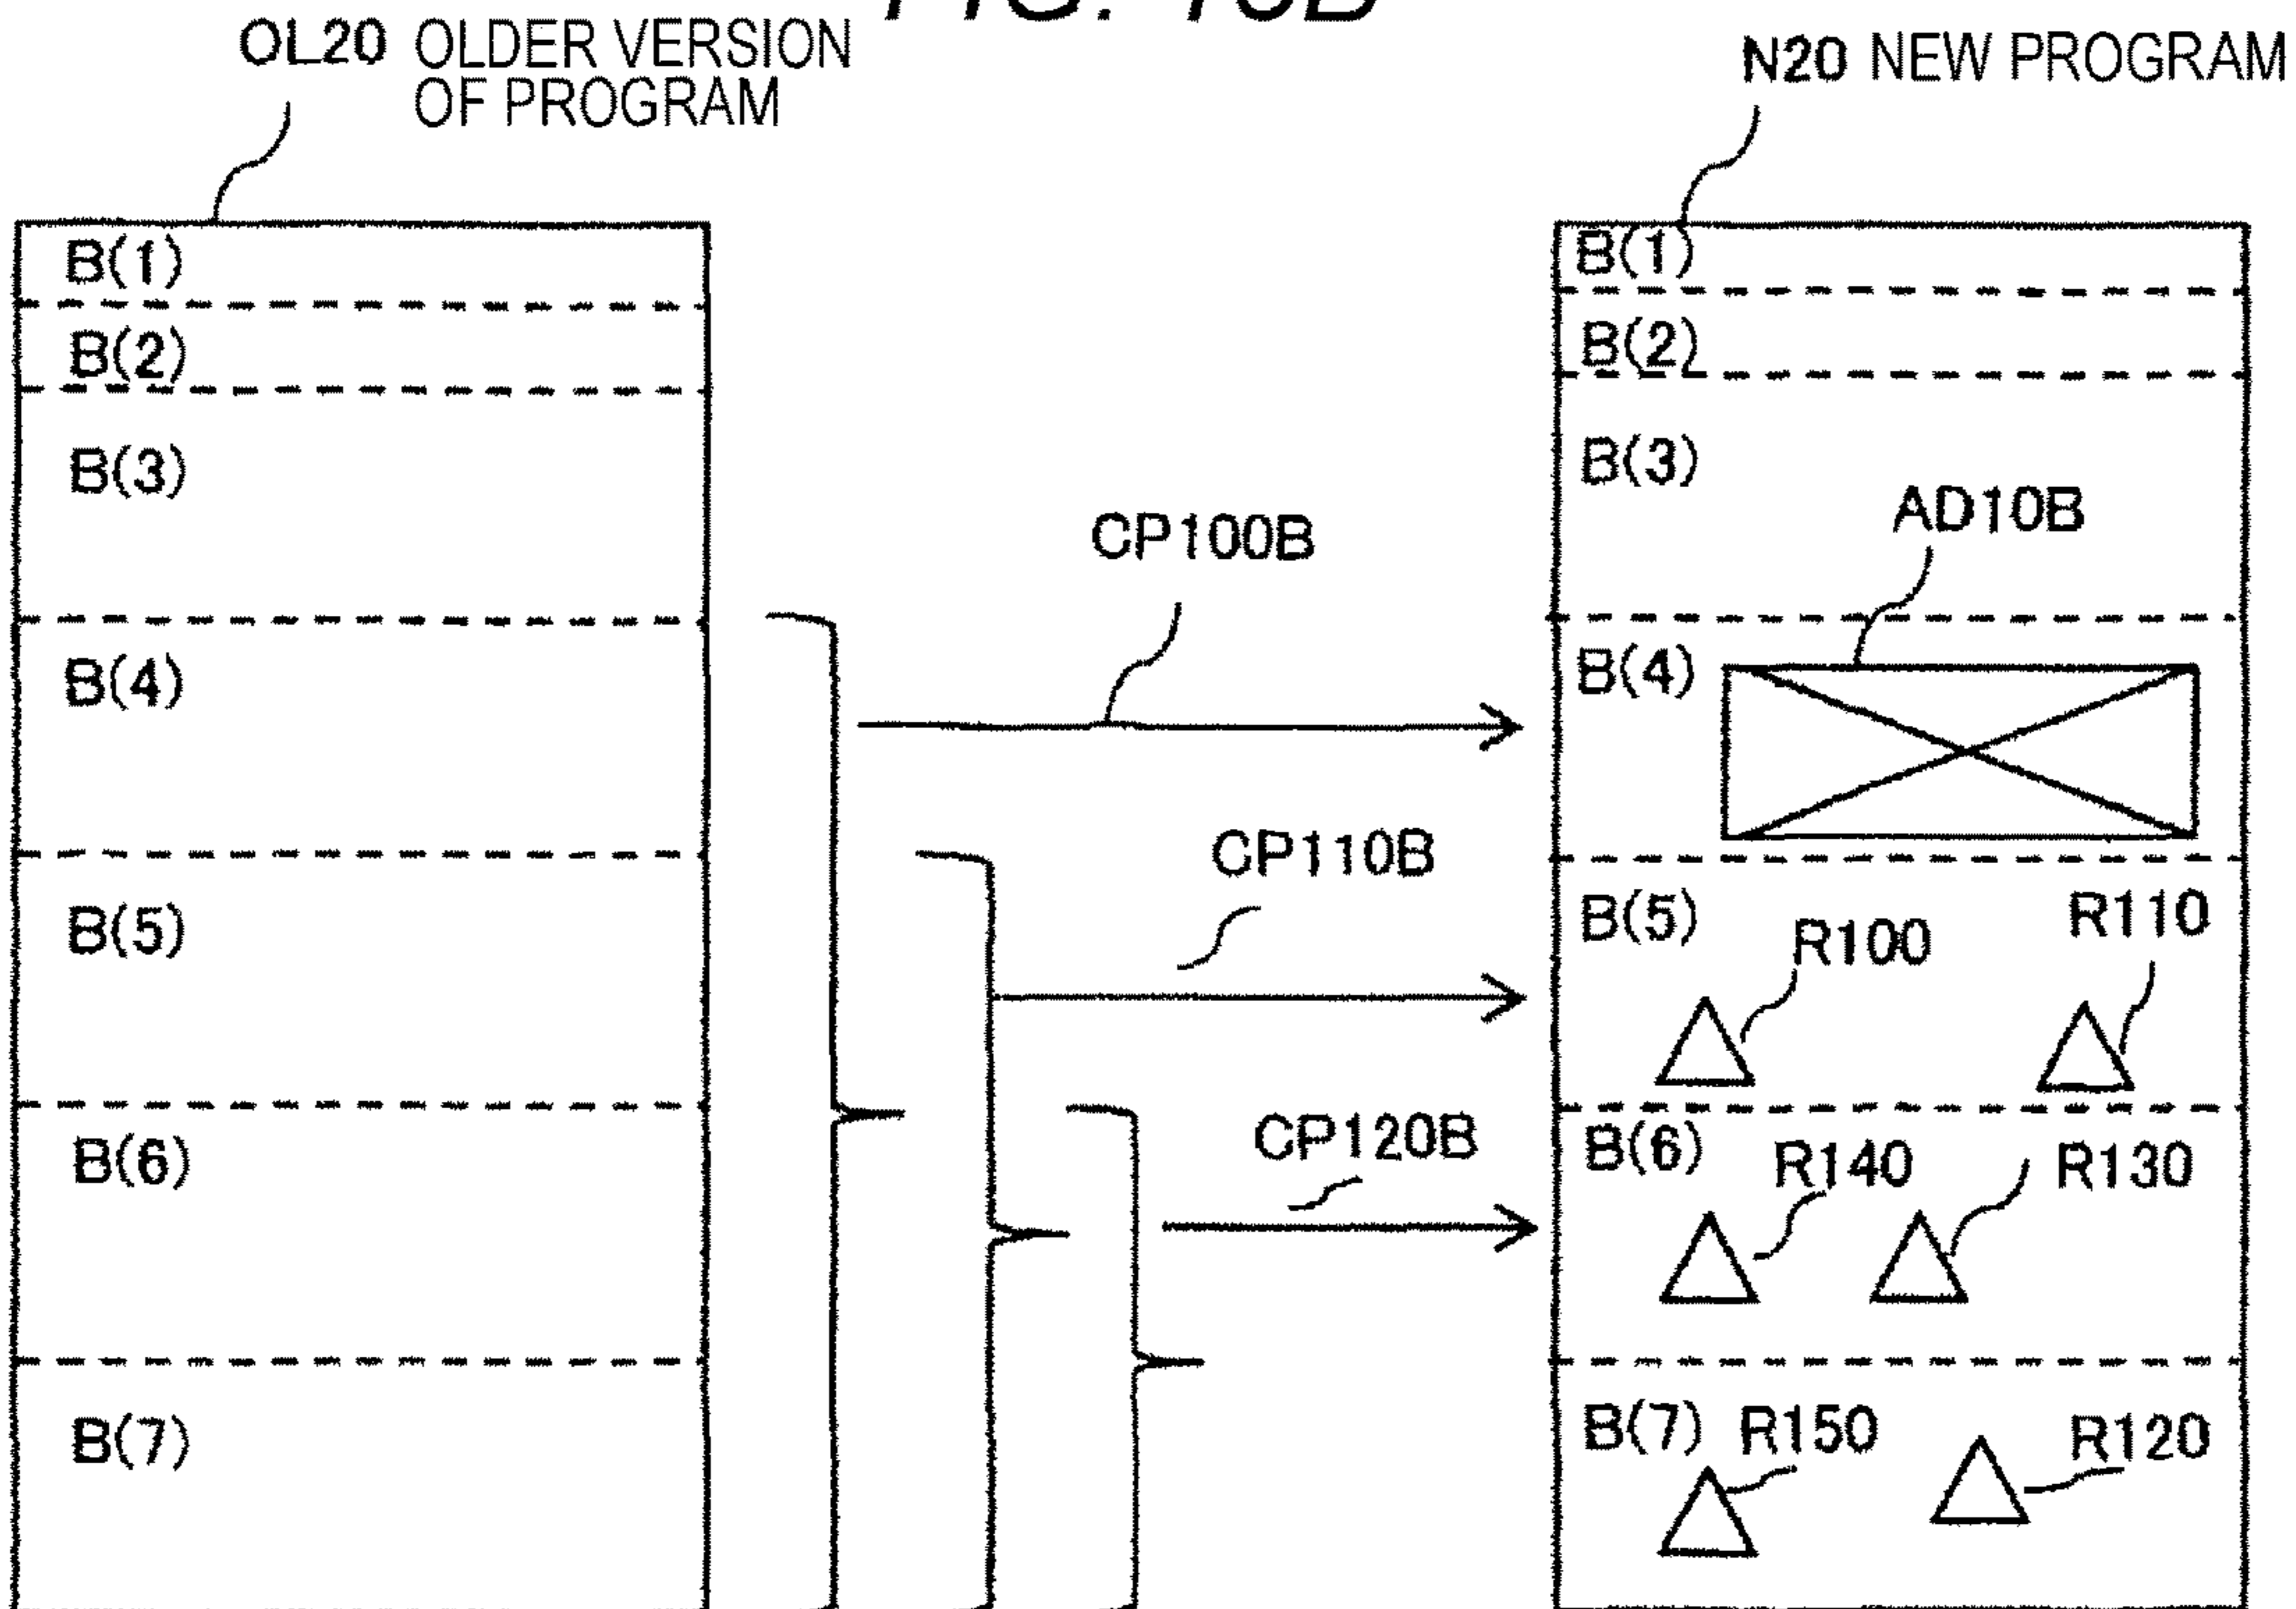 OL20 OLDER VERSION
OF PROGRAM
N20 NEW PROGRAM
B(1)
B(2)
B(3)
B(4)
B(5)
B(6)
B(7)
CP100B
CP110B
CP120B
B(1)
B(2)
B(3)
AD10B
B(4)
B(5)
R100
R110
B(6)
R140
R130
B(7)
R150
R120